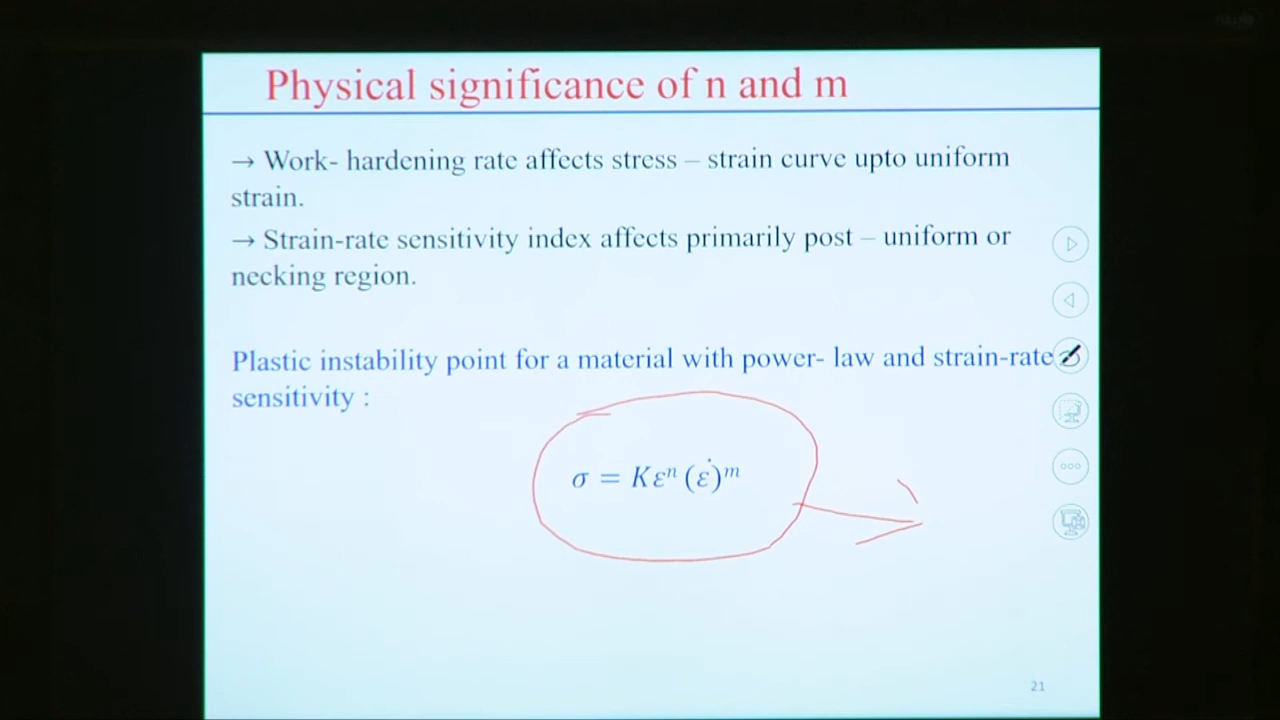 Physical significance of n and m
→ Work- hardening rate affects stress – strain curve upto uniform
strain.
→ Strain-rate sensitivity index affects primarily post – uniform or
necking region.
Plastic instability point for a material with power- law and strain-rate
sensitivity :
σ = Kεⁿ (ε̇)ᵐ
21